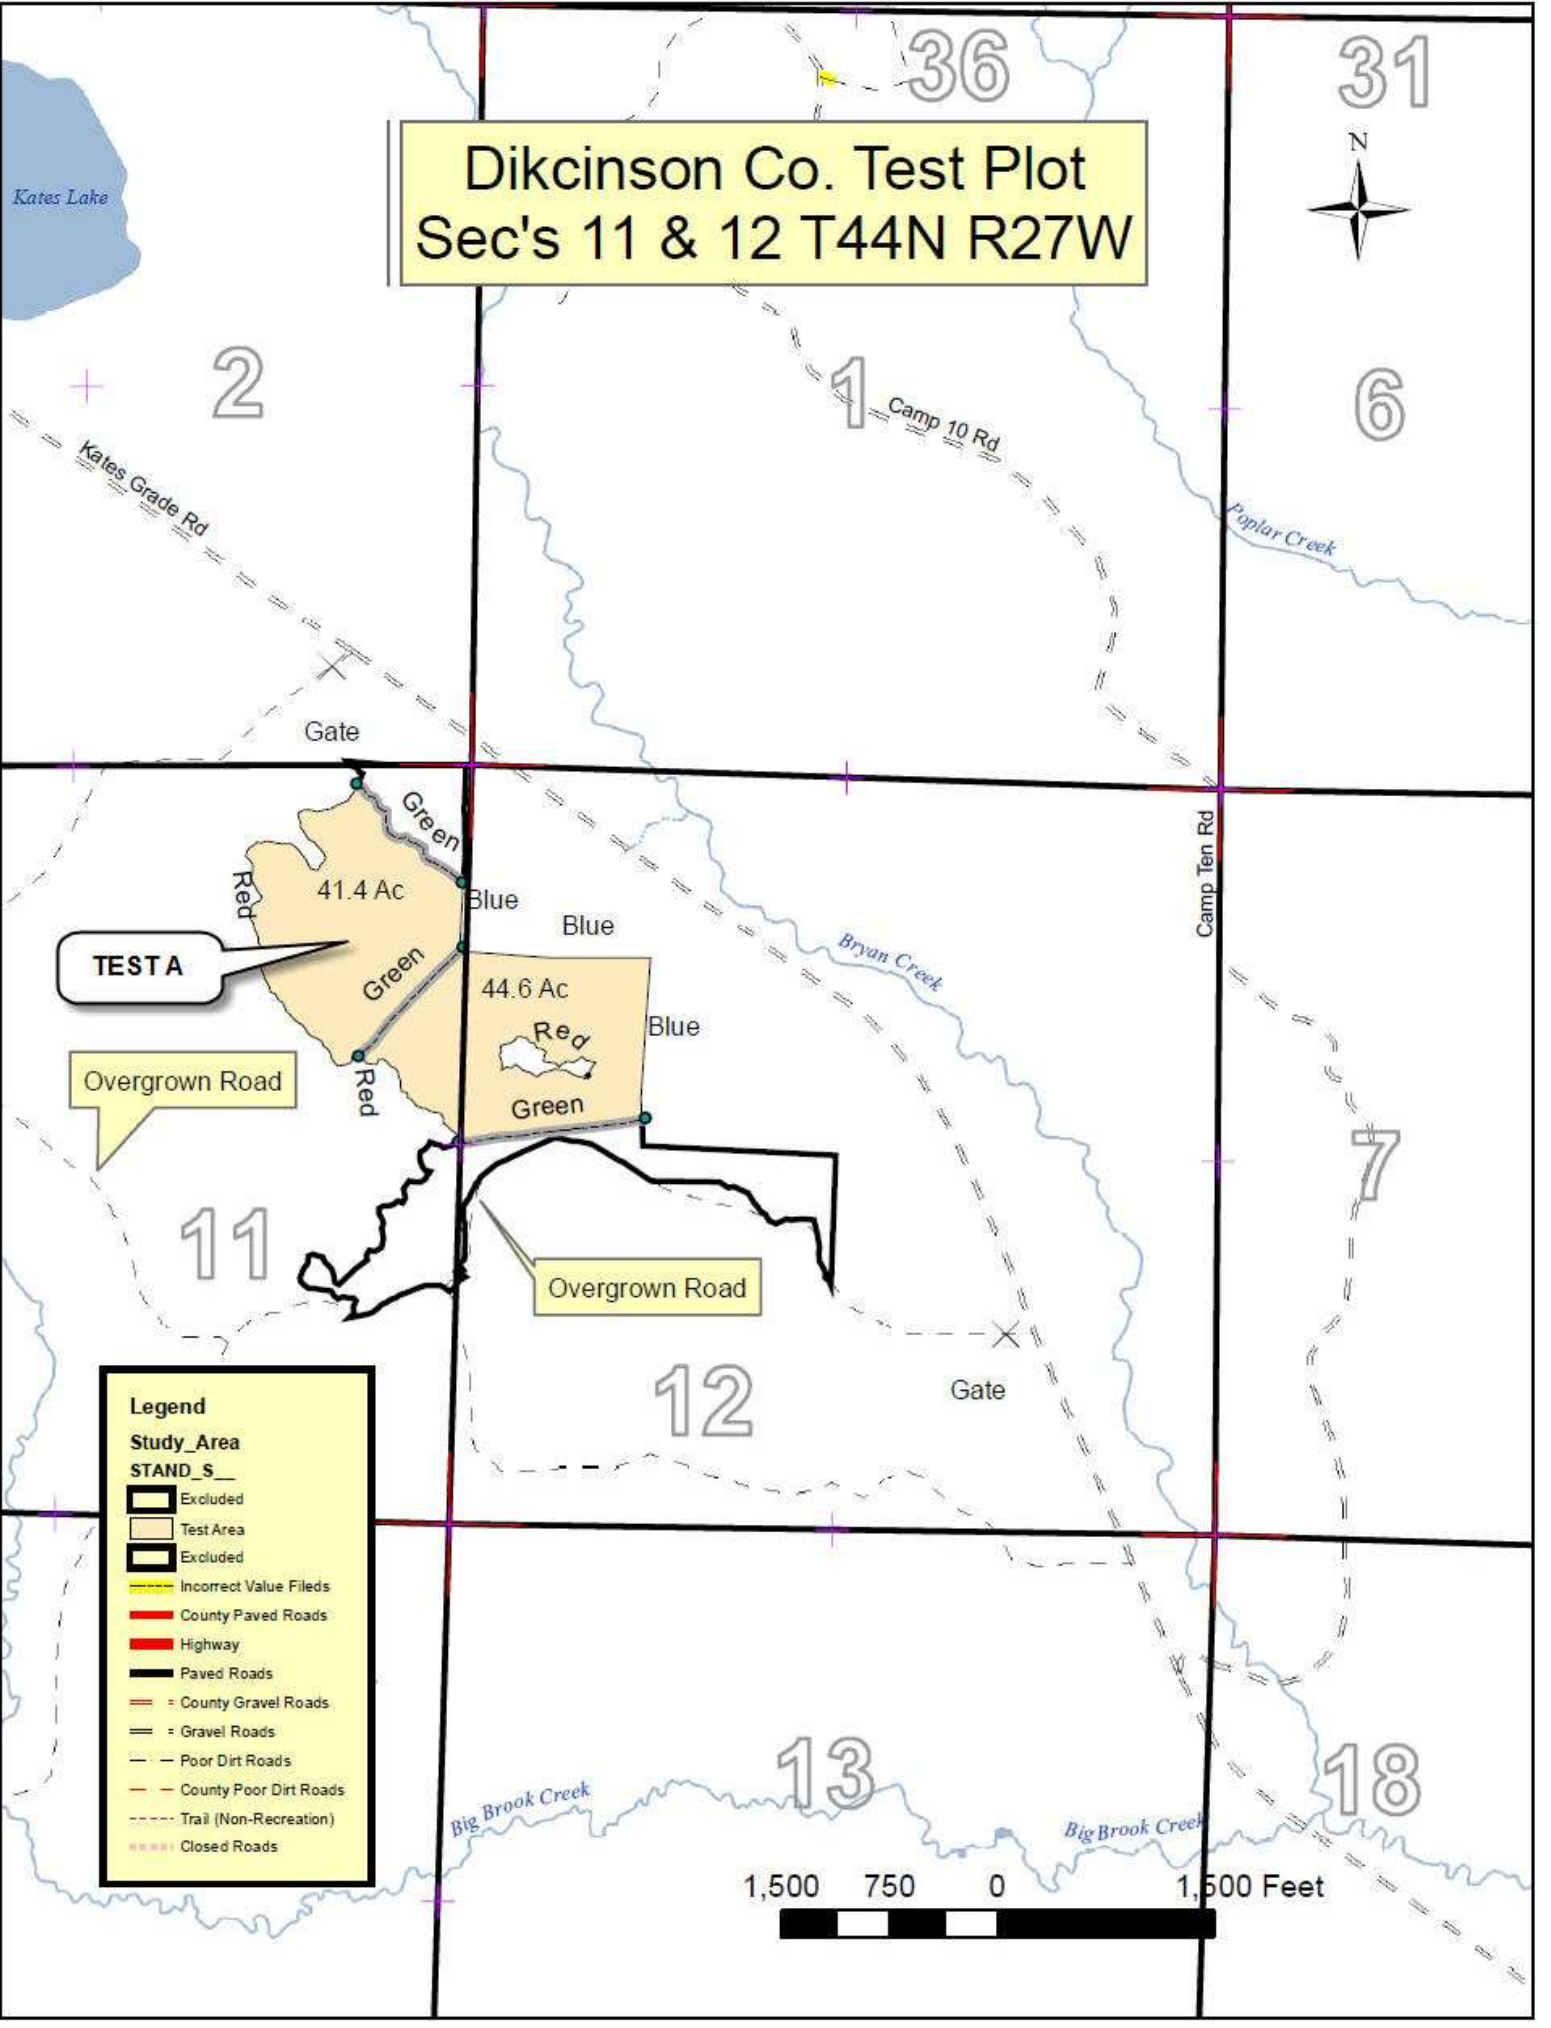 36
31
N
Dikcinson Co. Test Plot
Sec's 11 & 12 T44N R27W
Kates Lake
2
1
6
Camp 10 Rd
Kates Grade Rd
Poplar Creek
Gate
Green
Camp Ten Rd
Red
41.4 Ac
Blue
Blue
TEST A
Green
Bryan Creek
44.6 Ac
Red
Blue
Overgrown Road
Red
Green
7
11
Overgrown Road
12
Gate
Legend
Study_Area
STAND_S__
Excluded
Test Area
Excluded
Incorrect Value Fileds
County Paved Roads
Highway
Paved Roads
County Gravel Roads
Gravel Roads
Poor Dirt Roads
County Poor Dirt Roads
Trail (Non-Recreation)
Closed Roads
13
18
Big Brook Creek
Big Brook Creek
1,500 750 0 1,500 Feet